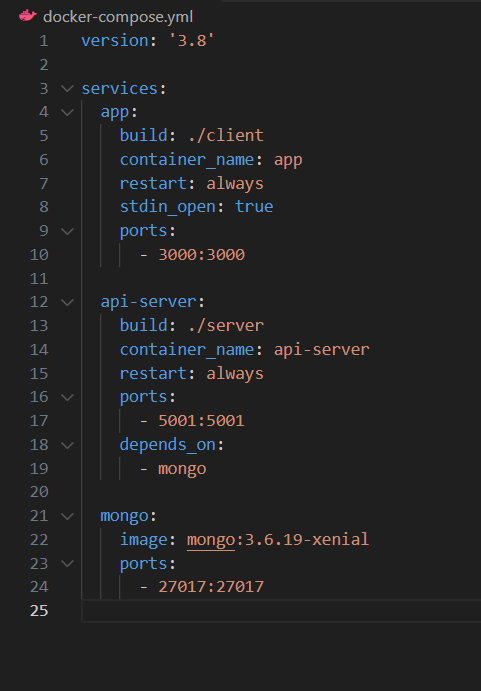 docker-compose.yml
1 version: '3.8'
2
3 services:
4   app:
5     build: ./client
6     container_name: app
7     restart: always
8     stdin_open: true
9     ports:
10       - 3000:3000
11
12   api-server:
13     build: ./server
14     container_name: api-server
15     restart: always
16     ports:
17       - 5001:5001
18     depends_on:
19       - mongo
20
21   mongo:
22     image: mongo:3.6.19-xenial
23     ports:
24       - 27017:27017
25